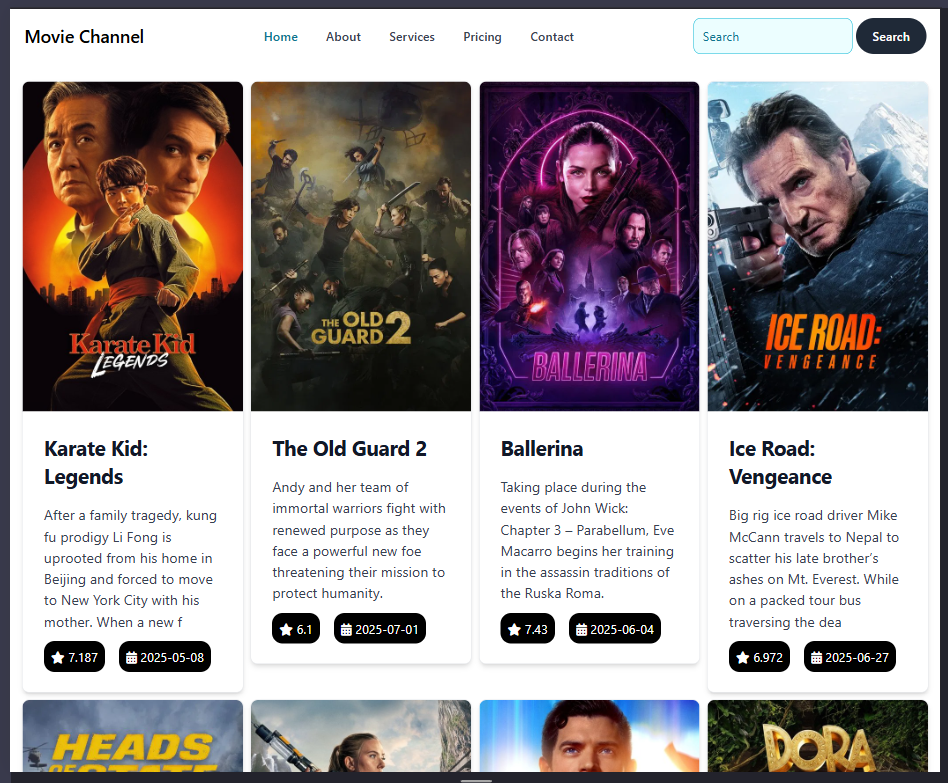 Movie Channel
Home
About
Services
Pricing
Contact
Search
Search
Karate Kid
LEGENDS
THE OLD
GUARD 2
BALLERINA
ICE ROAD:
VENGEANCE
Karate Kid:
Legends
After a family tragedy, kung
fu prodigy Li Fong is
uprooted from his home in
Beijing and forced to move
to New York City with his
mother. When a new f
7.187
2025-05-08
The Old Guard 2
Andy and her team of
immortal warriors fight with
renewed purpose as they
face a powerful new foe
threatening their mission to
protect humanity.
6.1
2025-07-01
Ballerina
Taking place during the
events of John Wick:
Chapter 3 – Parabellum, Eve
Macarro begins her training
in the assassin traditions of
the Ruska Roma.
7.43
2025-06-04
Ice Road:
Vengeance
Big rig ice road driver Mike
McCann travels to Nepal to
scatter his late brother’s
ashes on Mt. Everest. While
on a packed tour bus
traversing the dea
6.972
2025-06-27
HEADS
OF STATE
DORA